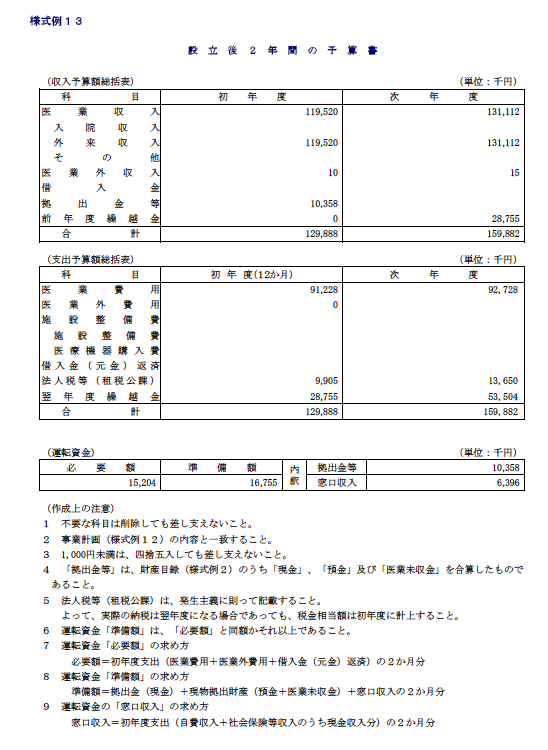 様式例１３
設立後２年間の予算書
（収入予算額総括表） （単位：千円）
科目 初年度 次年度
医業収入 119,520 131,112
入院収入
外来収入 119,520 131,112
その他
医業外収入 10 15
借入金
拠出金等 10,358
前年度繰越金 0 28,755
合計 129,888 159,882
（支出予算額総括表） （単位：千円）
科目 初年度(12か月) 次年度
医業費用 91,228 92,728
医業外費用 0
施設整備費
施設整備費
医療機器購入費
借入金（元金）返済
法人税等（租税公課） 9,905 13,650
翌年度繰越金 28,755 53,504
合計 129,888 159,882
（運転資金） （単位：千円）
必要額 準備額 内訳 拠出金等 10,358
15,204 16,755 窓口収入 6,396
（作成上の注意）
１ 不要な科目は削除しても差し支えないこと。
２ 事業計画（様式例１２）の内容と一致すること。
３ 1,000円未満は、四捨五入しても差し支えないこと。
４ 「拠出金等」は、財産目録（様式例２）のうち「現金」、「預金」及び「医業未収金」を合算したもので
あること。
５ 法人税等（租税公課）は、発生主義に則って記載すること。
よって、実際の納税は翌年度になる場合であっても、税金相当額は初年度に計上すること。
６ 運転資金「準備額」は、「必要額」と同額かそれ以上であること。
７ 運転資金「必要額」の求め方
必要額＝初年度支出（医業費用＋医業外費用＋借入金（元金）返済）の２か月分
８ 運転資金「準備額」の求め方
準備額＝拠出金（現金）＋現物拠出財産（預金＋医業未収金）＋窓口収入の２か月分
９ 運転資金の「窓口収入」の求め方
窓口収入＝初年度支出（自費収入＋社会保険等収入のうち現金収入分）の２か月分